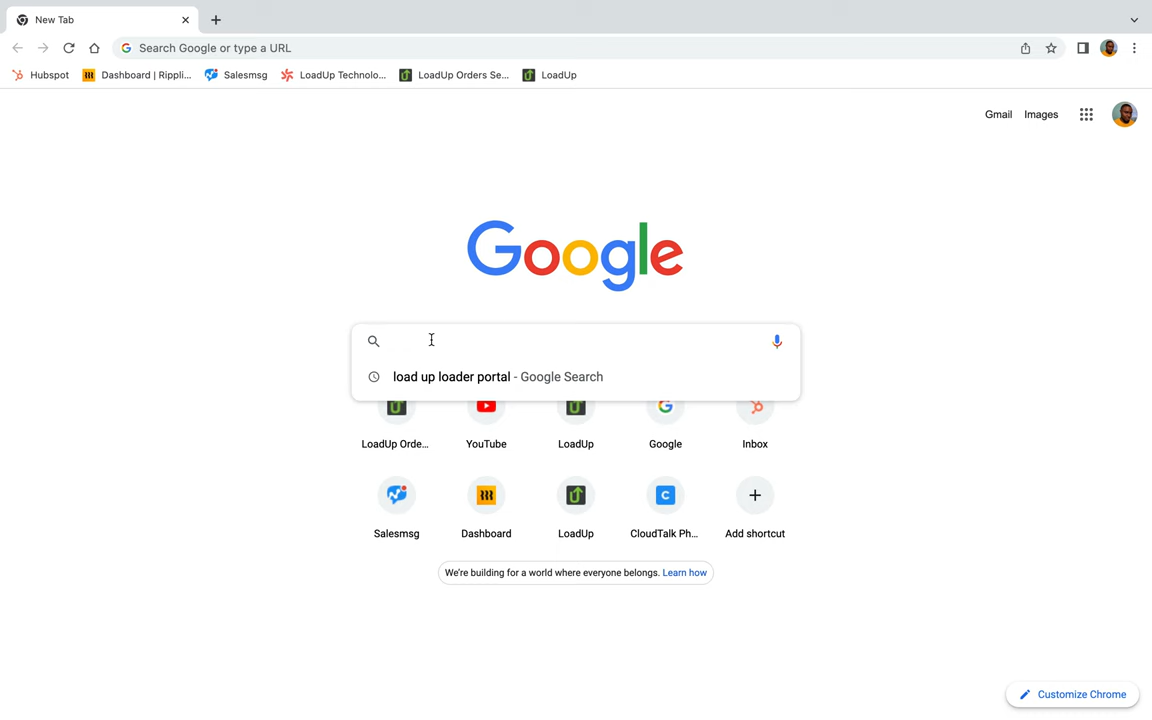 New Tab
Search Google or type a URL
Hubspot Dashboard | Rippli... Salesmsg LoadUp Technolo... LoadUp Orders Se... LoadUp
Gmail Images
Google
load up loader portal - Google Search
LoadUp Orde... YouTube LoadUp Google Inbox
Salesmsg Dashboard LoadUp CloudTalk Ph... Add shortcut
We're building for a world where everyone belongs. Learn how
Customize Chrome